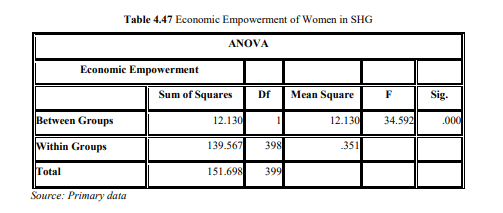 Table 4.47 Economic Empowerment of Women in SHG
ANOVA
Economic Empowerment
Sum of Squares Df Mean Square F Sig.
Between Groups 12.130 1 12.130 34.592 .000
Within Groups 139.567 398 .351
Total 151.698 399
Source: Primary data